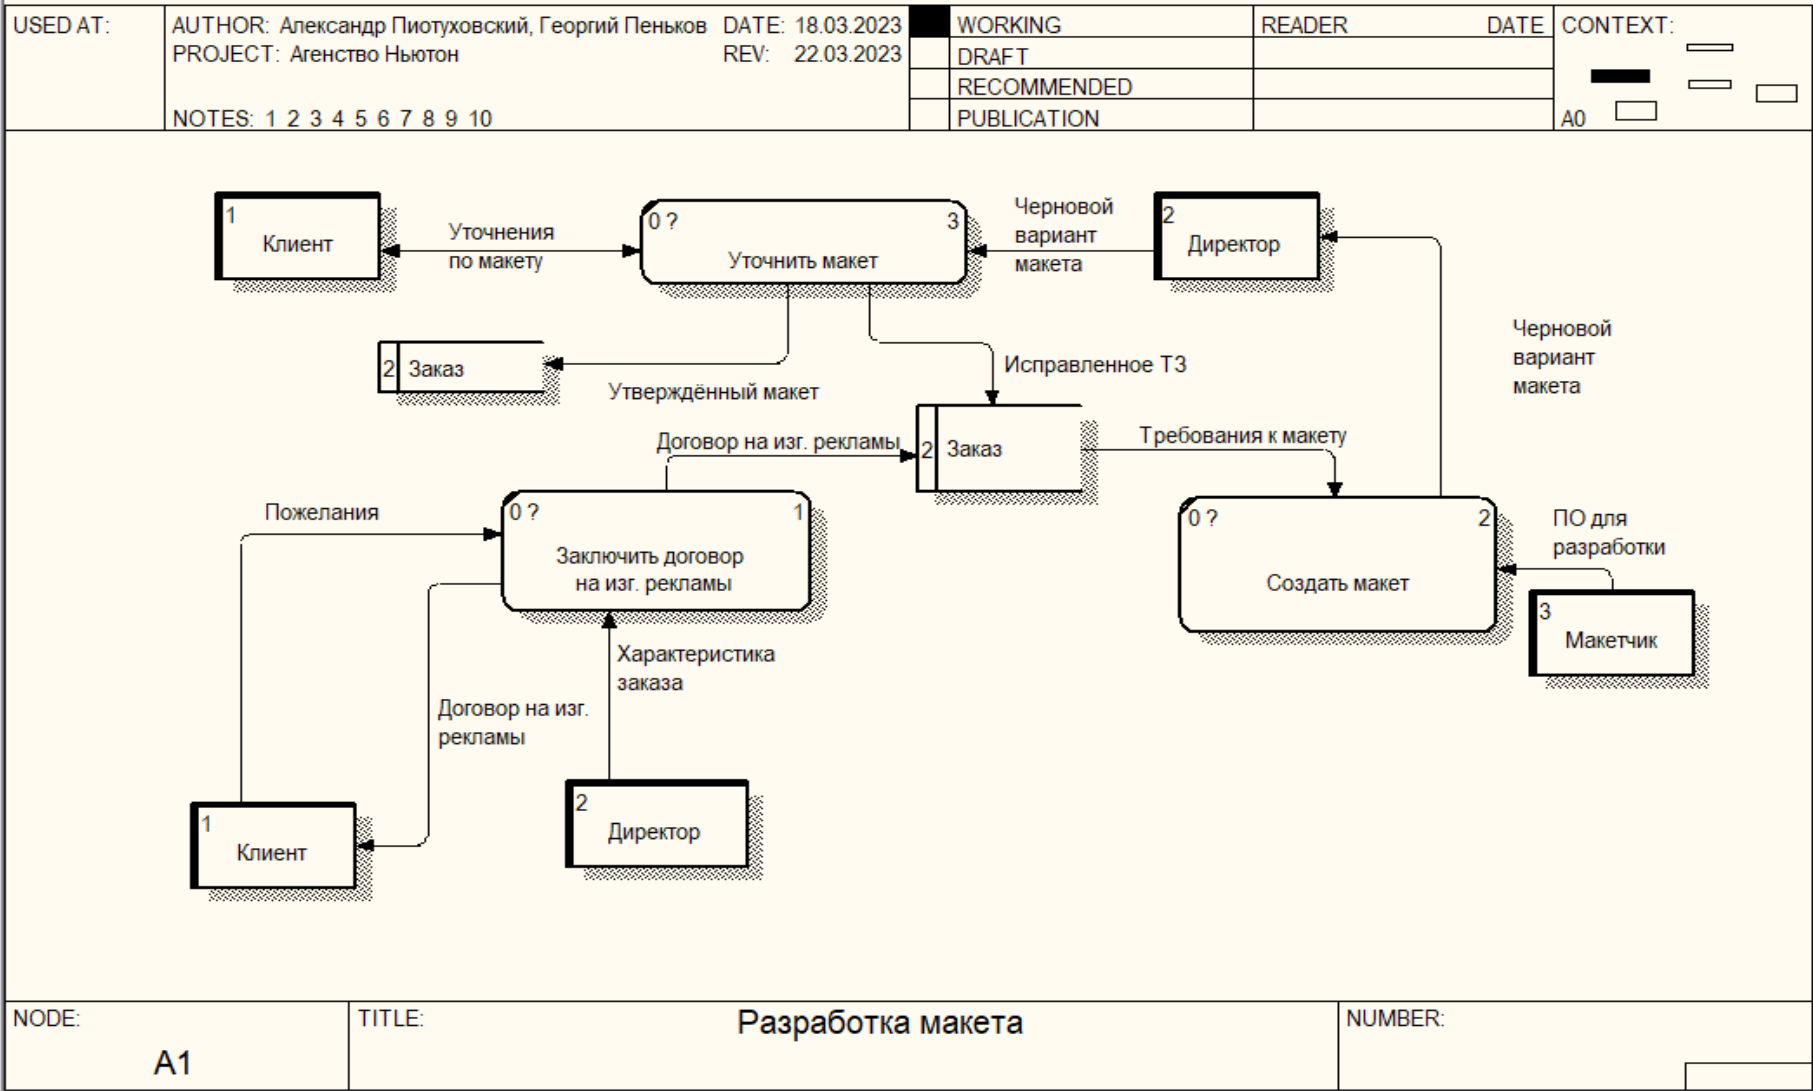 USED AT:
AUTHOR: Александр Пиотуховский, Георгий Пеньков
DATE: 18.03.2023
PROJECT: Агенство Ньютон
REV: 22.03.2023
NOTES: 1 2 3 4 5 6 7 8 9 10
WORKING
DRAFT
RECOMMENDED
PUBLICATION
READER
DATE
CONTEXT:
A0
1
Клиент
Уточнения
по макету
0 ?
3
Уточнить макет
Черновой
вариант
макета
2
Директор
Черновой
вариант
макета
2
Заказ
Утверждённый макет
Исправленное ТЗ
Договор на изг. рекламы
2
Заказ
Требования к макету
Пожелания
0 ?
1
Заключить договор
на изг. рекламы
0 ?
2
Создать макет
ПО для
разработки
3
Макетчик
Характеристика
заказа
Договор на изг.
рекламы
2
Директор
1
Клиент
NODE:
A1
TITLE:
Разработка макета
NUMBER: